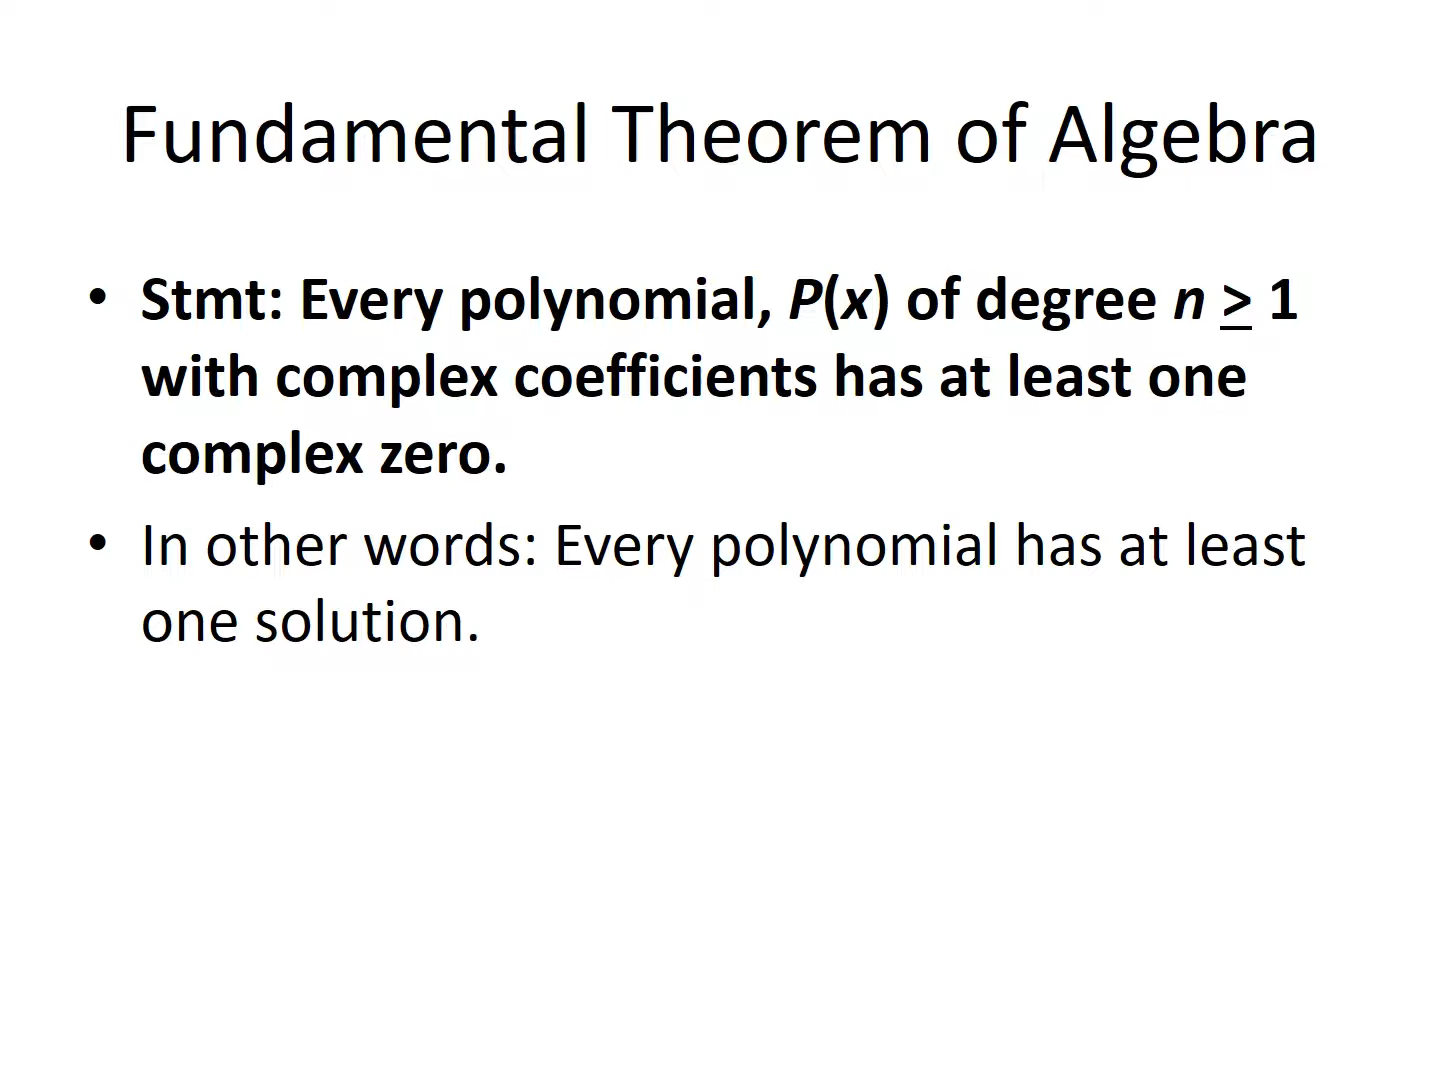 Fundamental Theorem of Algebra
• Stmt: Every polynomial, P(x) of degree n ≥ 1
with complex coefficients has at least one
complex zero.
• In other words: Every polynomial has at least
one solution.